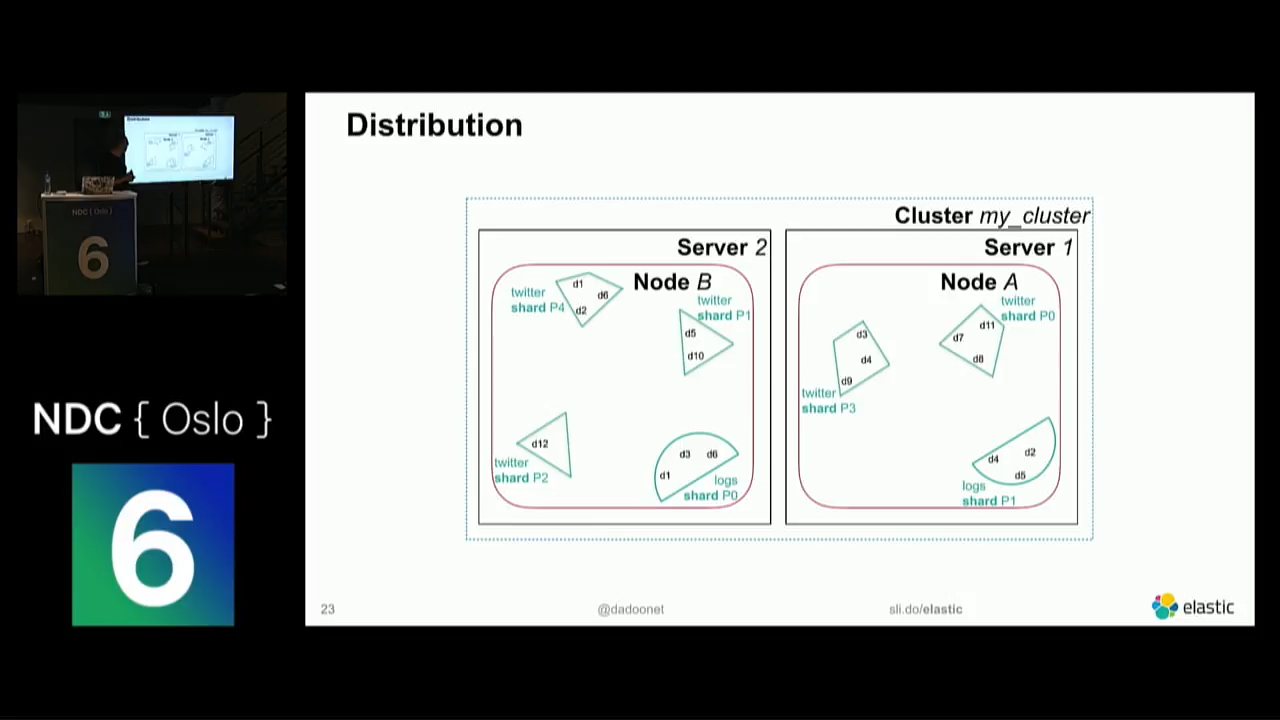 Distribution
Cluster my_cluster
Server 2
Node B
twitter
shard P4
d1
d6
d2
twitter
shard P1
d5
d10
twitter
shard P2
d12
d3
d6
d1
logs
shard P0
Server 1
Node A
twitter
shard P0
d11
d7
d8
d3
d4
d9
twitter
shard P3
d4
d2
d5
logs
shard P1
23
@dadoonet
sli.do/elastic
elastic
NDC { Oslo }
6
NDC { Oslo }
6